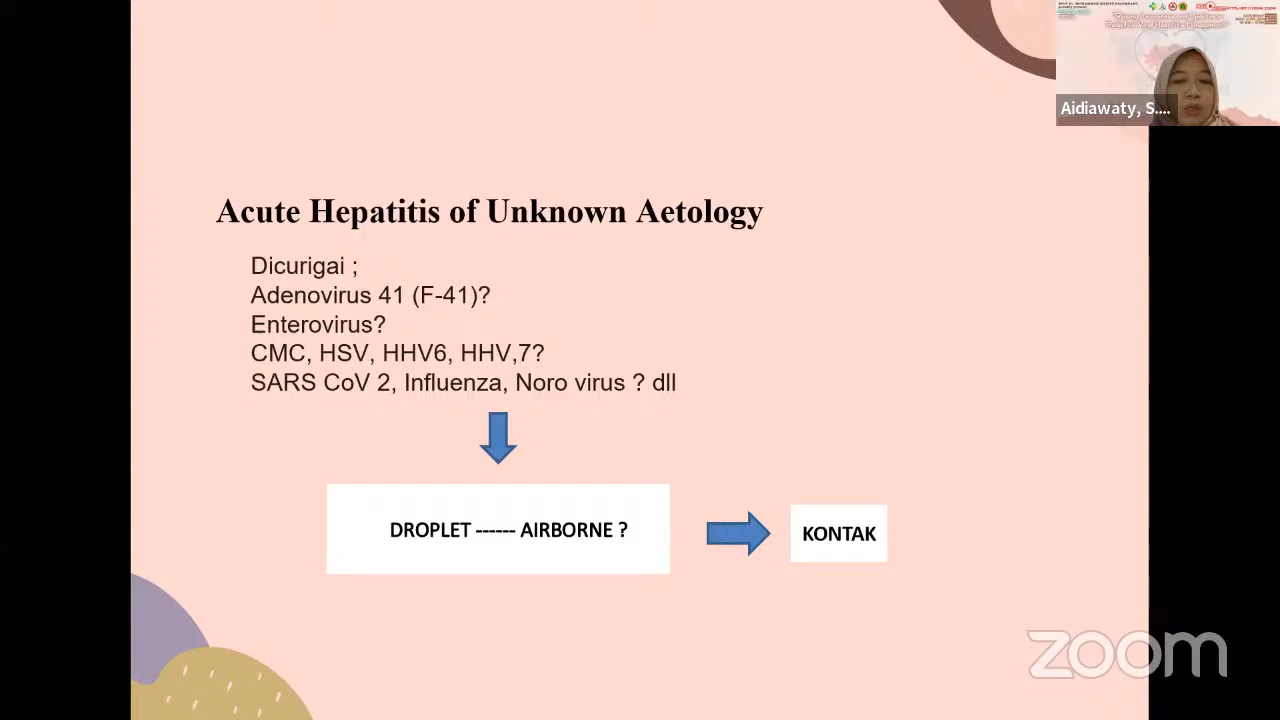 Acute Hepatitis of Unknown Aetology
Dicurigai ;
Adenovirus 41 (F-41)?
Enterovirus?
CMC, HSV, HHV6, HHV,7?
SARS CoV 2, Influenza, Noro virus ? dll
DROPLET ------ AIRBORNE ?
KONTAK
Aidiawaty, S....
zoom